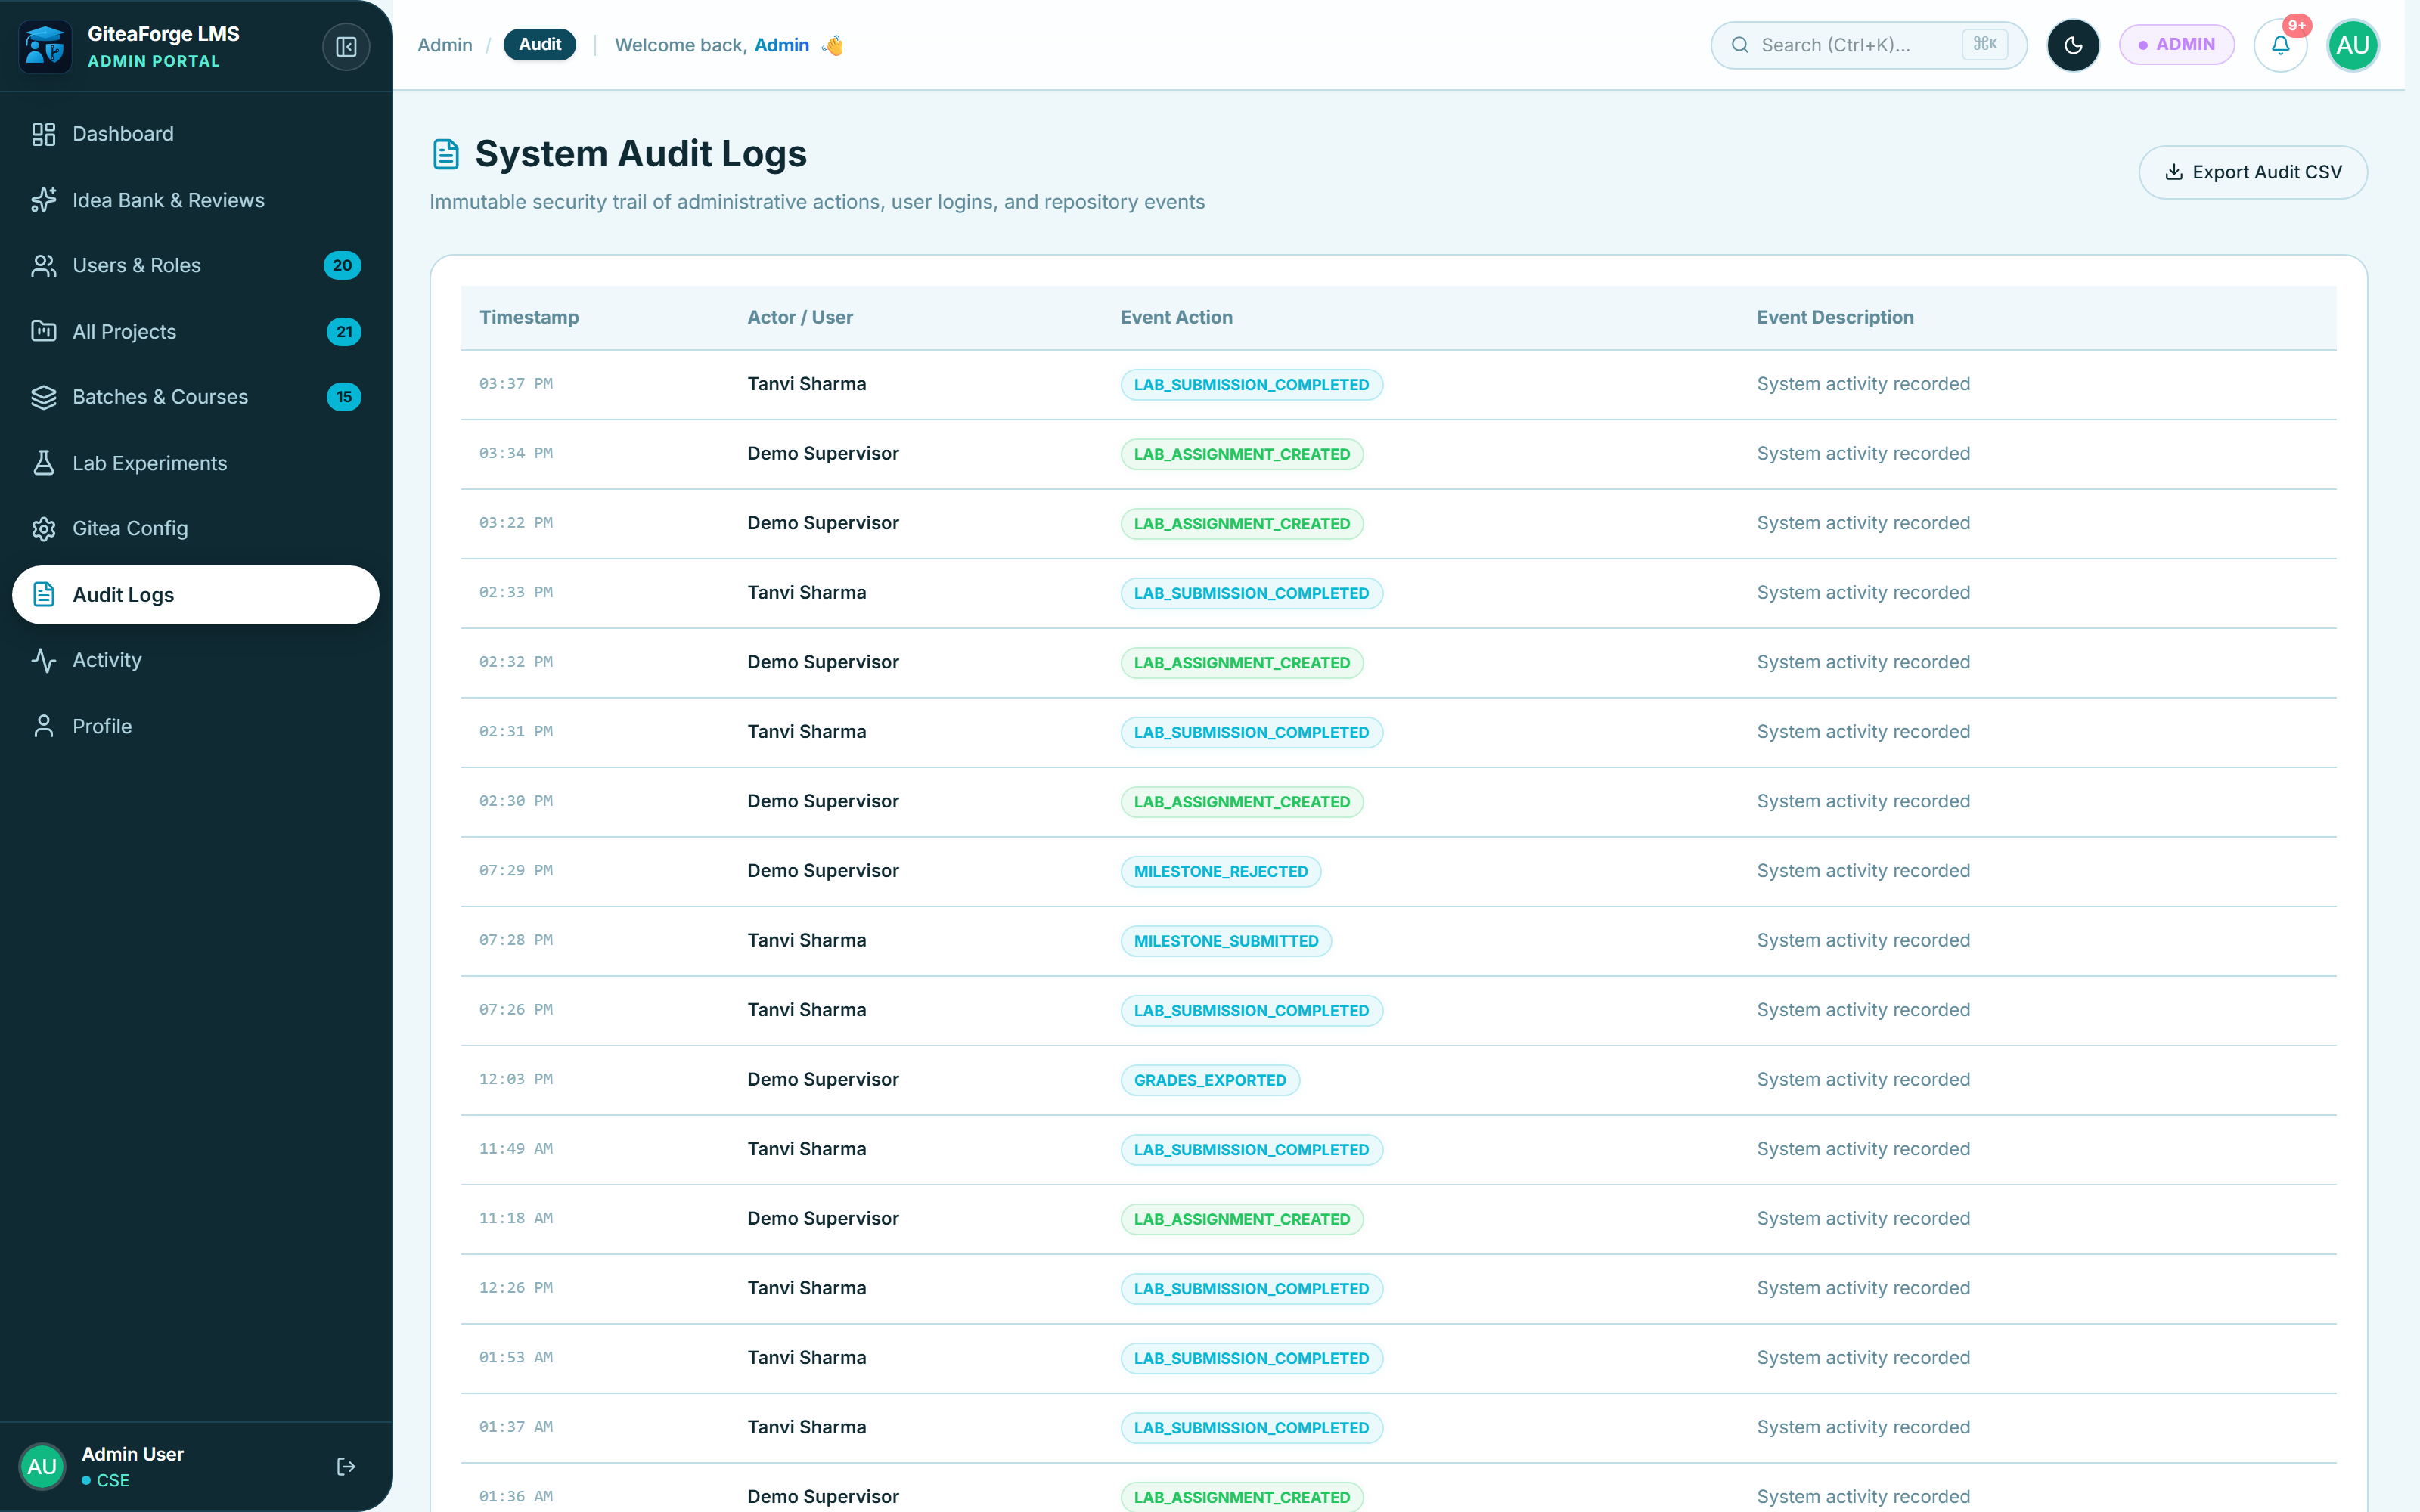 GiteaForge LMS
ADMIN PORTAL
Dashboard
Idea Bank & Reviews
Users & Roles 20
All Projects 21
Batches & Courses 15
Lab Experiments
Gitea Config
Audit Logs
Activity
Profile
AU Admin User
CSE
Admin / Audit Welcome back, Admin 👋
Search (Ctrl+K)... ⌘K
ADMIN
9+
AU
System Audit Logs
Immutable security trail of administrative actions, user logins, and repository events
Export Audit CSV
Timestamp Actor / User Event Action Event Description
03:37 PM Tanvi Sharma LAB_SUBMISSION_COMPLETED System activity recorded
03:34 PM Demo Supervisor LAB_ASSIGNMENT_CREATED System activity recorded
03:22 PM Demo Supervisor LAB_ASSIGNMENT_CREATED System activity recorded
02:33 PM Tanvi Sharma LAB_SUBMISSION_COMPLETED System activity recorded
02:32 PM Demo Supervisor LAB_ASSIGNMENT_CREATED System activity recorded
02:31 PM Tanvi Sharma LAB_SUBMISSION_COMPLETED System activity recorded
02:30 PM Demo Supervisor LAB_ASSIGNMENT_CREATED System activity recorded
07:29 PM Demo Supervisor MILESTONE_REJECTED System activity recorded
07:28 PM Tanvi Sharma MILESTONE_SUBMITTED System activity recorded
07:26 PM Tanvi Sharma LAB_SUBMISSION_COMPLETED System activity recorded
12:03 PM Demo Supervisor GRADES_EXPORTED System activity recorded
11:49 AM Tanvi Sharma LAB_SUBMISSION_COMPLETED System activity recorded
11:18 AM Demo Supervisor LAB_ASSIGNMENT_CREATED System activity recorded
12:26 PM Tanvi Sharma LAB_SUBMISSION_COMPLETED System activity recorded
01:53 AM Tanvi Sharma LAB_SUBMISSION_COMPLETED System activity recorded
01:37 AM Tanvi Sharma LAB_SUBMISSION_COMPLETED System activity recorded
01:36 AM Demo Supervisor LAB_ASSIGNMENT_CREATED System activity recorded